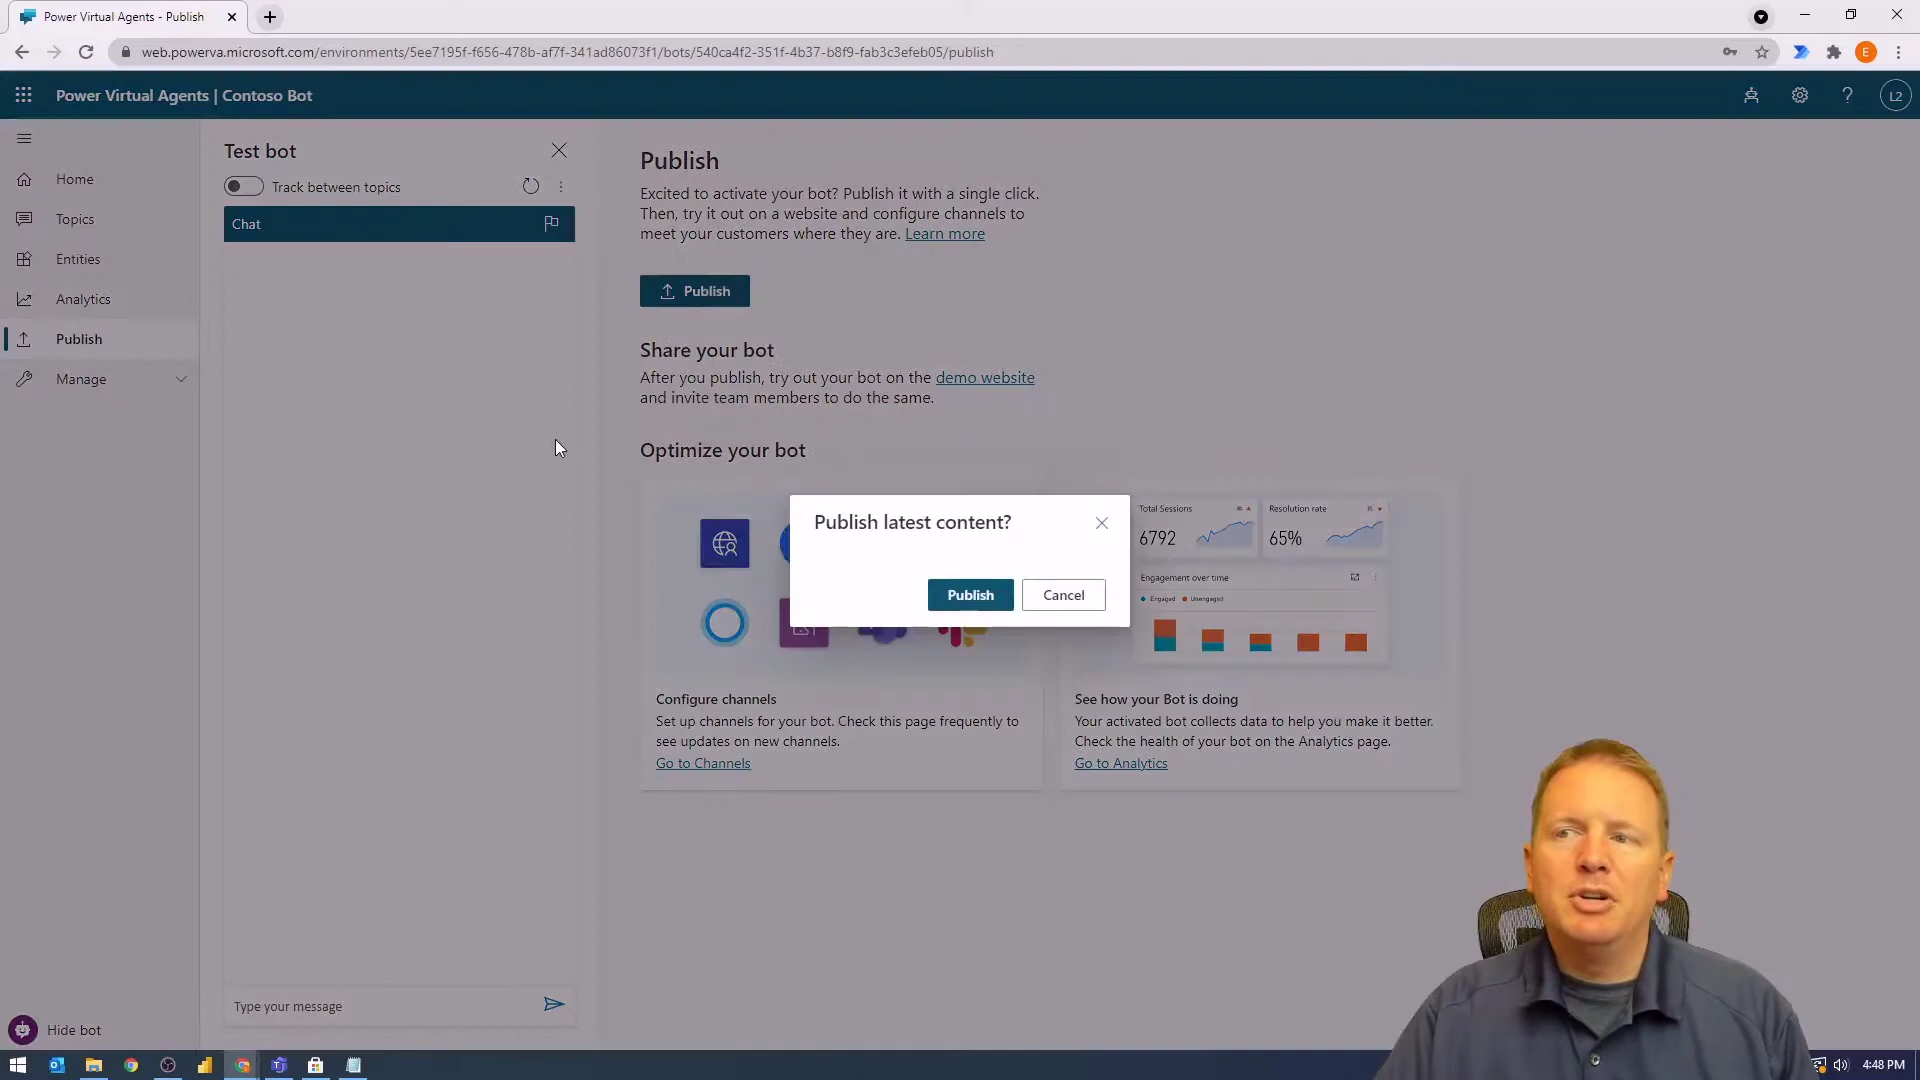 Power Virtual Agents - Publish
web.powerva.microsoft.com/environments/5ee7195f-f656-478b-af7f-341ad86073f1/bots/540ca4f2-351f-4b37-b8f9-fab3c3efeb05/publish
E
Power Virtual Agents | Contoso Bot
L2
Home
Topics
Entities
Analytics
Publish
Manage
Hide bot
Test bot
Track between topics
Chat
Type your message
Publish
Excited to activate your bot? Publish it with a single click.
Then, try it out on a website and configure channels to
meet your customers where they are. Learn more
Publish
Share your bot
After you publish, try out your bot on the demo website
and invite team members to do the same.
Optimize your bot
Publish latest content?
Publish
Cancel
Total Sessions
6792
Resolution rate
65%
Engagement over time
Engaged
Unengaged
Configure channels
Set up channels for your bot. Check this page frequently to
see updates on new channels.
Go to Channels
See how your Bot is doing
Your activated bot collects data to help you make it better.
Check the health of your bot on the Analytics page.
Go to Analytics
4:48 PM